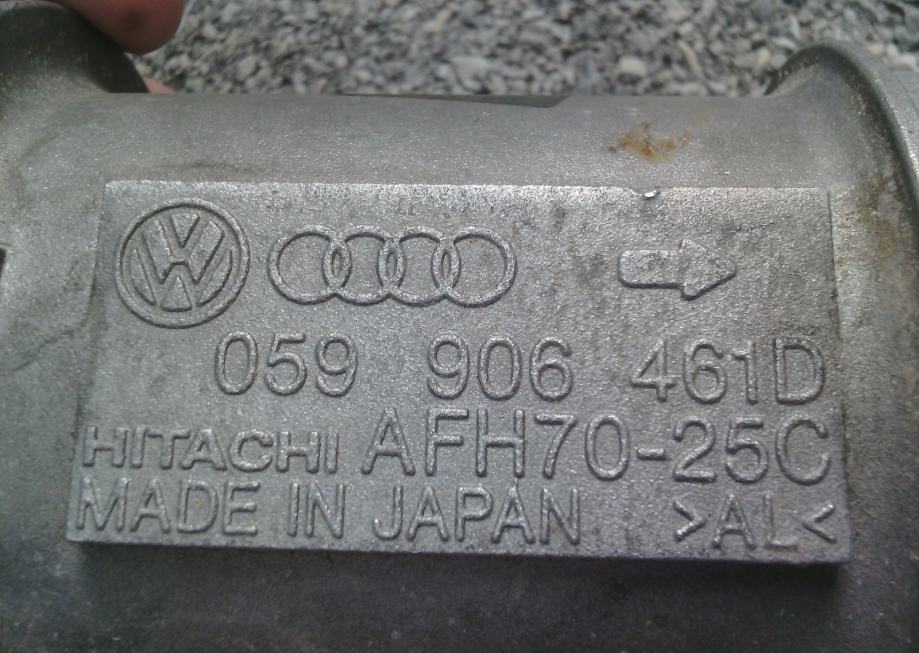 059 906 461D
HITACHI AFH70-25C
MADE IN JAPAN >AL<